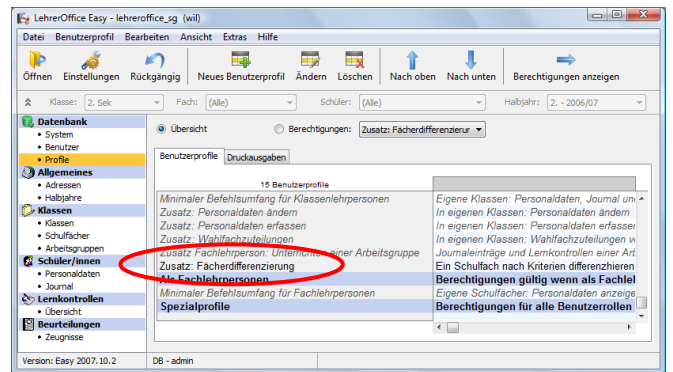 LehrerOffice Easy - lehreroffice_sg (wil)
Datei Benutzerprofil Bearbeiten Ansicht Extras Hilfe
Öffnen Einstellungen Rückgängig Neues Benutzerprofil Ändern Löschen Nach oben Nach unten Berechtigungen anzeigen
Klasse: 2. Sek Fach: (Alle) Schüler: (Alle) Halbjahr: 2. - 2006/07
Datenbank
• System
• Benutzer
• Profile
Allgemeines
• Adressen
• Halbjahre
Klassen
• Klassen
• Schulfächer
• Arbeitsgruppen
Schüler/innen
• Personaldaten
• Journal
Lernkontrollen
• Übersicht
Beurteilungen
• Zeugnisse
Übersicht Berechtigungen: Zusatz: Fächerdifferenzierur
Benutzerprofile Druckausgaben
15 Benutzerprofile
Minimaler Befehlsumfang für Klassenlehrpersonen Eigene Klassen: Personaldaten, Journal un
Zusatz: Personaldaten ändern In eigenen Klassen: Personaldaten ändern
Zusatz: Personaldaten erfassen In eigenen Klassen: Personaldaten erfassen
Zusatz: Wahlfachzuteilungen In eigenen Klassen: Wahlfachzuteilungen v
Zusatz Fachlehrperson: Unterrichten einer Arbeitsgruppe Journaleinträge und Lernkontrollen einer Arb
Zusatz: Fächerdifferenzierung Ein Schulfach nach Kriterien differenzhieren
Als Fachlehrpersonen Berechtigungen gültig wenn als Fachlel
Minimaler Befehlsumfang für Fachlehrpersonen Eigene Schulfächer: Personaldaten anzeige
Spezialprofile Berechtigungen für alle Benutzerrollen
Version: Easy 2007.10.2 DB - admin